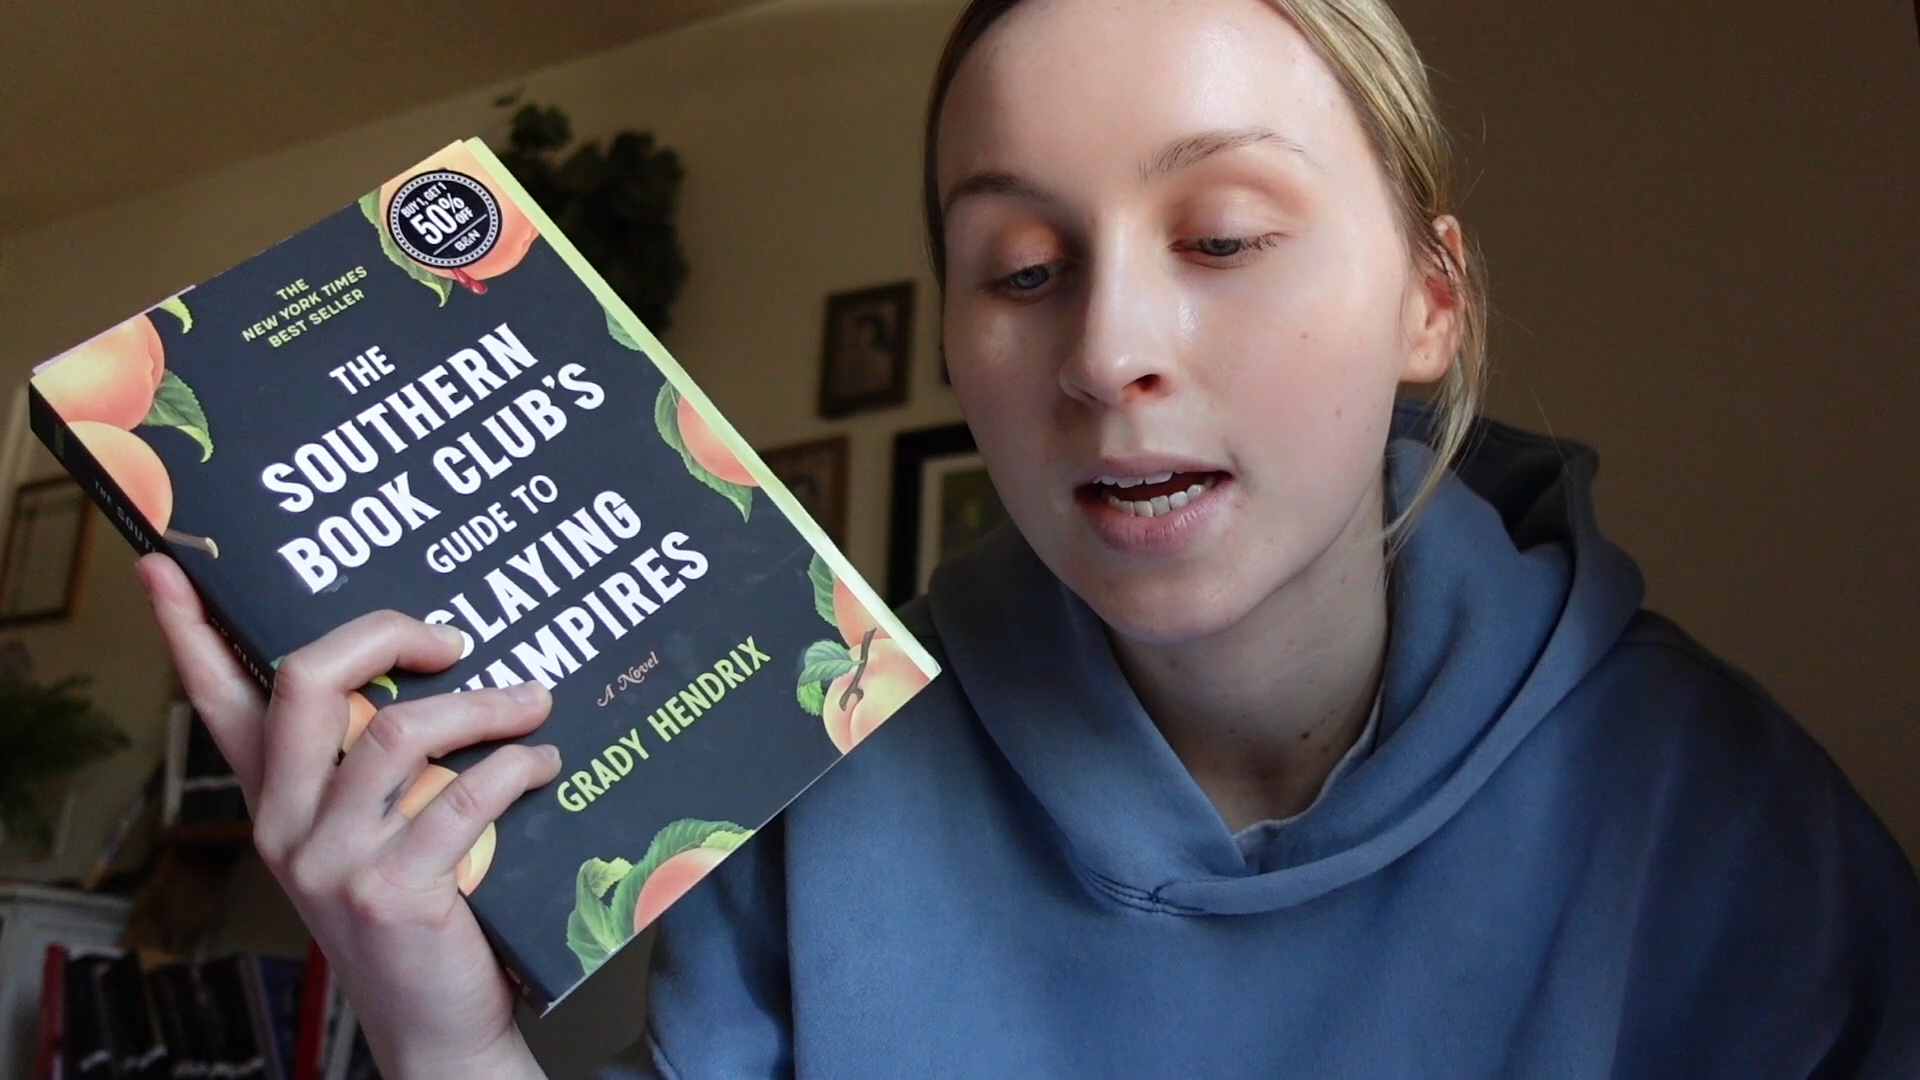 BUY 1, GET 1
50%
OFF
B&N
THE
NEW YORK TIMES
BEST SELLER
THE
SOUTHERN
BOOK CLUB'S
GUIDE TO
SLAYING
VAMPIRES
A Novel
GRADY HENDRIX